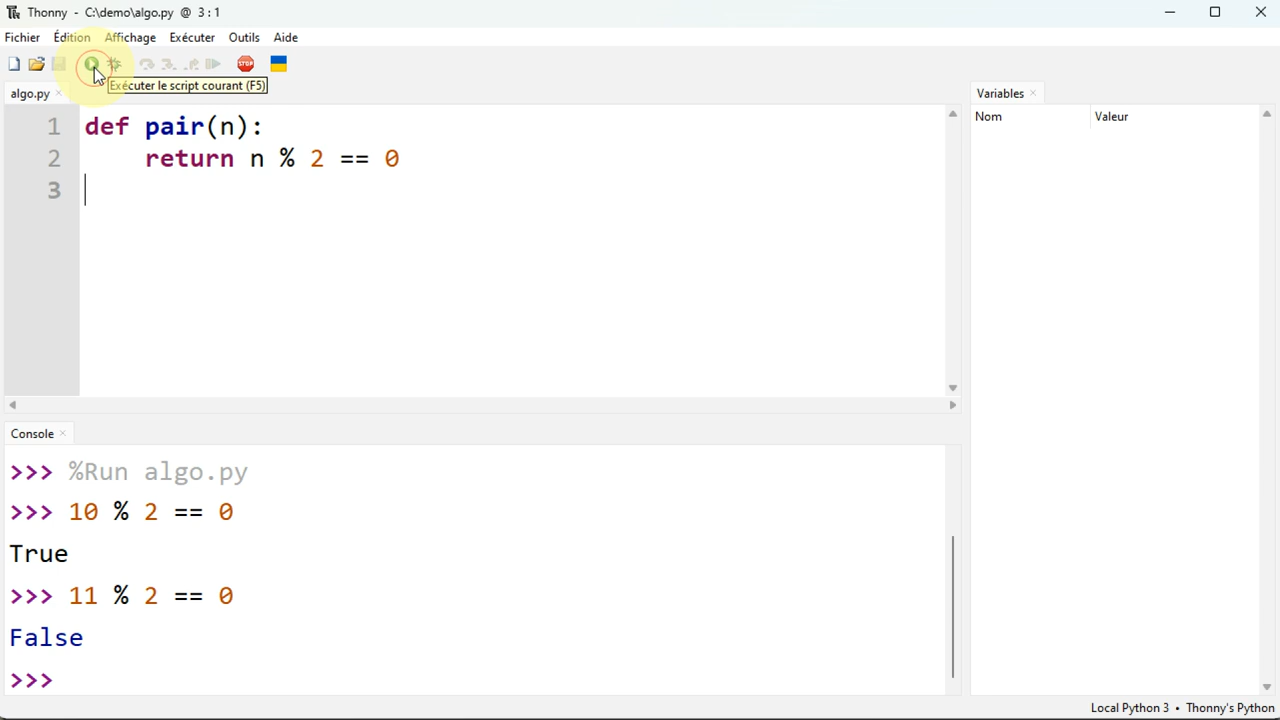 Thonny - C:\demo\algo.py @ 3:1
Fichier Édition Affichage Exécuter Outils Aide
STOP
Exécuter le script courant (F5)
algo.py ×
1 def pair(n):
2     return n % 2 == 0
3
Variables ×
Nom Valeur
Console ×
>>> %Run algo.py
>>> 10 % 2 == 0
True
>>> 11 % 2 == 0
False
>>>
Local Python 3 • Thonny's Python